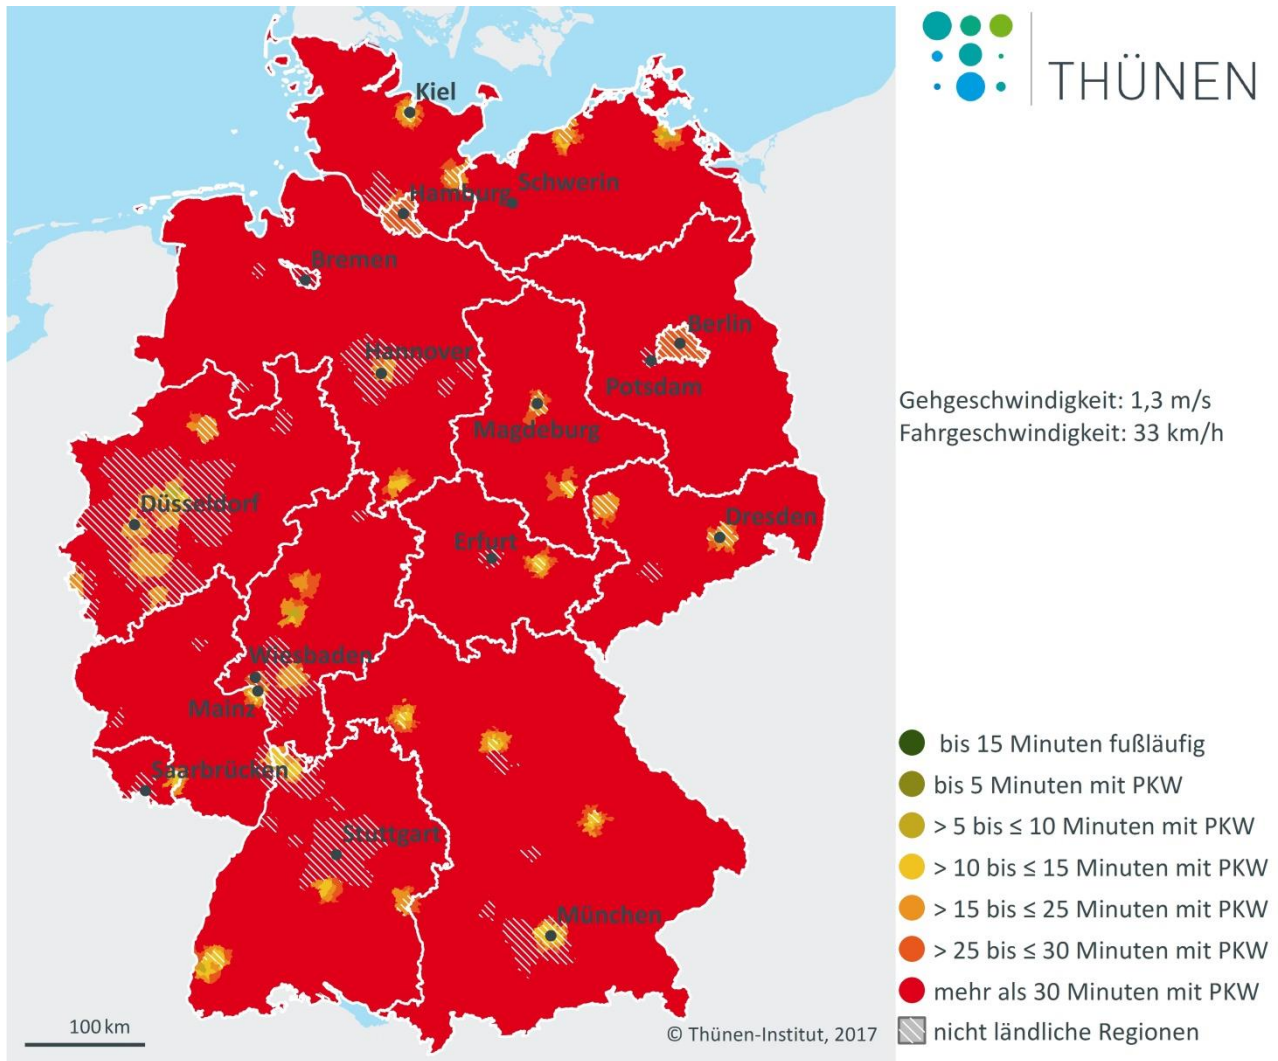 THÜNEN
Kiel
Schwerin
Hamburg
Bremen
Berlin
Hannover
Potsdam
Magdeburg
Düsseldorf
Dresden
Erfurt
Wiesbaden
Mainz
Saarbrücken
Stuttgart
München
Gehgeschwindigkeit: 1,3 m/s
Fahrgeschwindigkeit: 33 km/h
bis 15 Minuten fußläufig
bis 5 Minuten mit PKW
> 5 bis ≤ 10 Minuten mit PKW
> 10 bis ≤ 15 Minuten mit PKW
> 15 bis ≤ 25 Minuten mit PKW
> 25 bis ≤ 30 Minuten mit PKW
mehr als 30 Minuten mit PKW
nicht ländliche Regionen
100 km
© Thünen-Institut, 2017